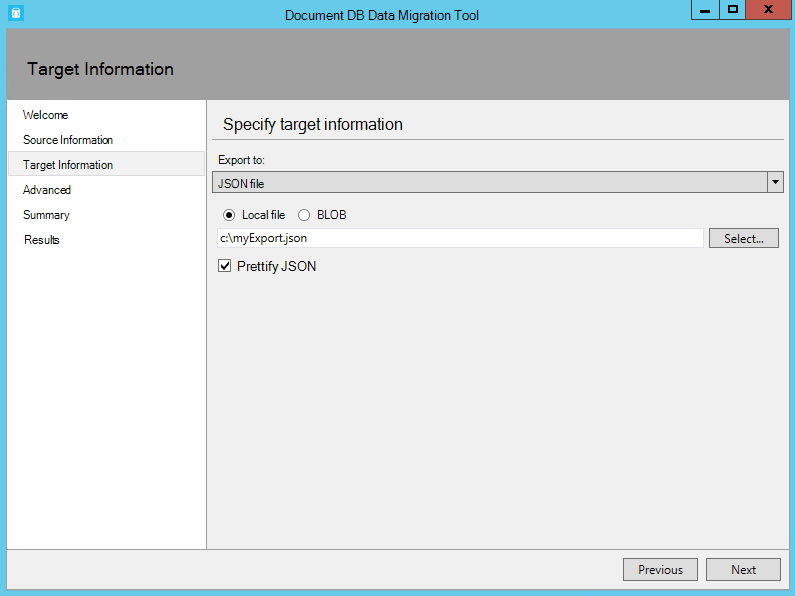 Document DB Data Migration Tool
Target Information
Welcome
Source Information
Target Information
Advanced
Summary
Results
Specify target information
Export to:
JSON file
Local file BLOB
c:\myExport.json Select...
Prettify JSON
Previous Next